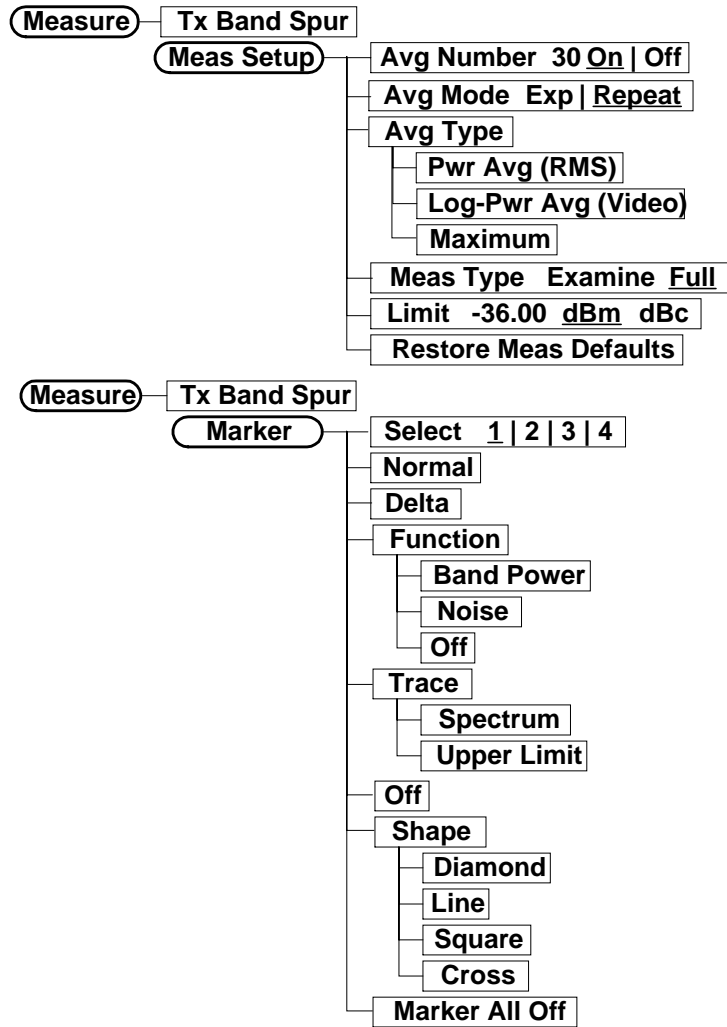 Measure Tx Band Spur
Meas Setup Avg Number 30 On | Off
Avg Mode Exp | Repeat
Avg Type
Pwr Avg (RMS)
Log-Pwr Avg (Video)
Maximum
Meas Type Examine Full
Limit -36.00 dBm dBc
Restore Meas Defaults
Measure Tx Band Spur
Marker Select 1 | 2 | 3 | 4
Normal
Delta
Function
Band Power
Noise
Off
Trace
Spectrum
Upper Limit
Off
Shape
Diamond
Line
Square
Cross
Marker All Off